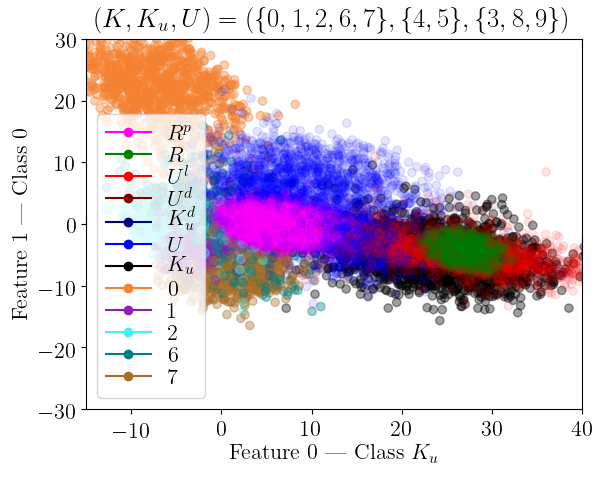 (K, K_u, U) = ({0, 1, 2, 6, 7}, {4, 5}, {3, 8, 9})
30
20
10
0
−10
−20
−30
Feature 1 — Class 0
R^p
R
U^l
U^d
K_u^d
U
K_u
0
1
2
6
7
−10
0
10
20
30
40
Feature 0 — Class K_u